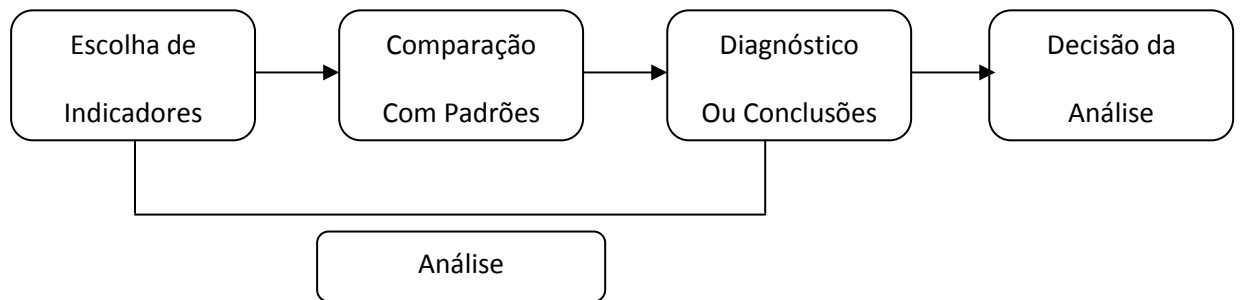 Escolha de
Indicadores
Comparação
Com Padrões
Diagnóstico
Ou Conclusões
Decisão da
Análise
Análise